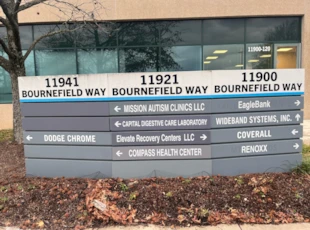 11900-120
11941
BOURNEFIELD WAY
11921
BOURNEFIELD WAY
11900
BOURNEFIELD WAY
MISSION AUTISM CLINICS LLC
EagleBank
CAPITAL DIGESTIVE CARE LABORATORY
WIDEBAND SYSTEMS, INC.
DODGE CHROME
Elevate Recovery Centers LLC
COVERALL
COMPASS HEALTH CENTER
RENOXX